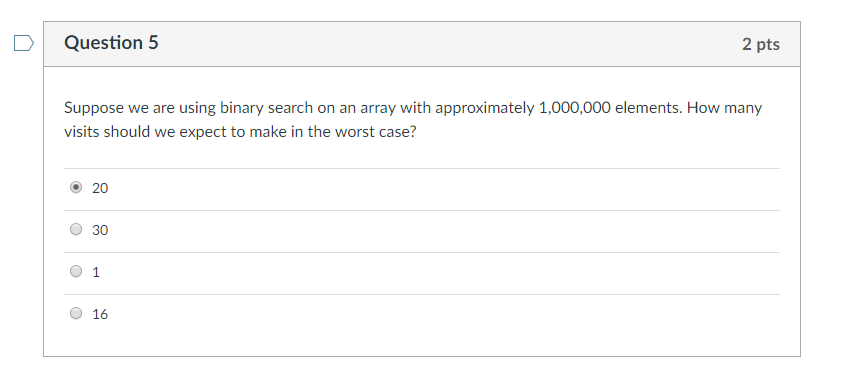 Question 5
2 pts
Suppose we are using binary search on an array with approximately 1,000,000 elements. How many
visits should we expect to make in the worst case?
20
30
1
16